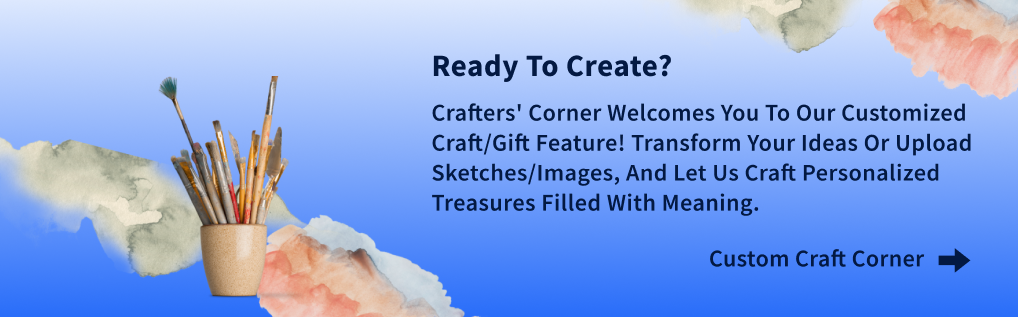 Ready To Create?
Crafters' Corner Welcomes You To Our Customized
Craft/Gift Feature! Transform Your Ideas Or Upload
Sketches/Images, And Let Us Craft Personalized
Treasures Filled With Meaning.
Custom Craft Corner